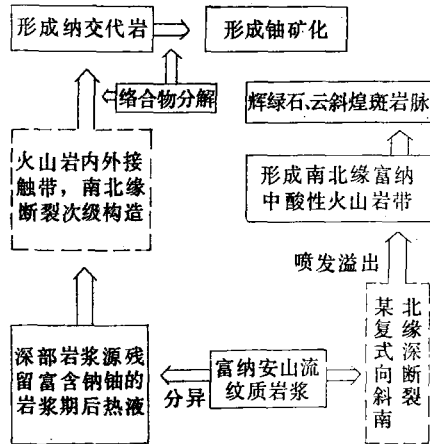 形成纳交代岩
形成铀矿化
络合物分解
辉绿石、云斜煌斑岩脉
火山岩内外接
触带，南北缘
断裂次级构造
形成南北缘富纳
中酸性火山岩带
喷发溢出
深部岩浆源残
留富含钠铀的
岩浆期后热液
分异
富纳安山流
纹质岩浆
某复式向斜南
北缘深断裂